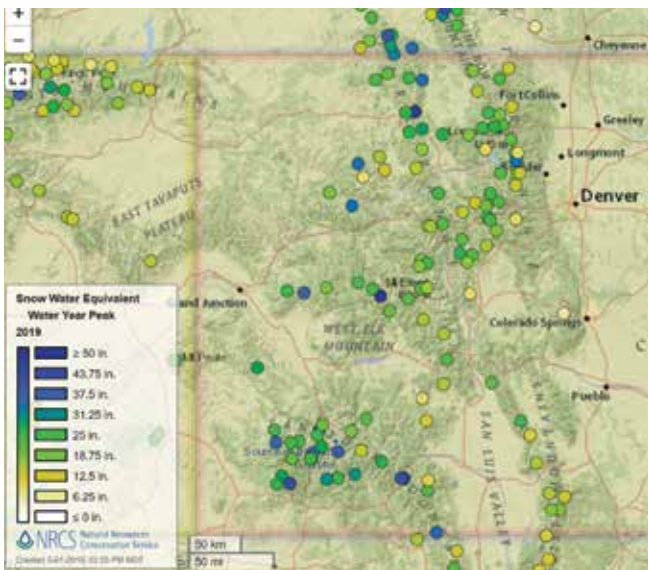 +
−
Cheyenne
Fort Collins
Greeley
Longmont
Denver
EAST TAVAPUTS
PLATEAU
and Junction
WEST ELK
MOUNTAIN
Colorado Springs
Pueblo
SAN LUIS VALLEY
Snow Water Equivalent
Water Year Peak
2019
≥ 50 in.
43.75 in.
37.5 in.
31.25 in.
25 in.
18.75 in.
12.5 in.
6.25 in.
≤ 0 in.
NRCS Natural Resources
Conservation Service
50 km
50 mi